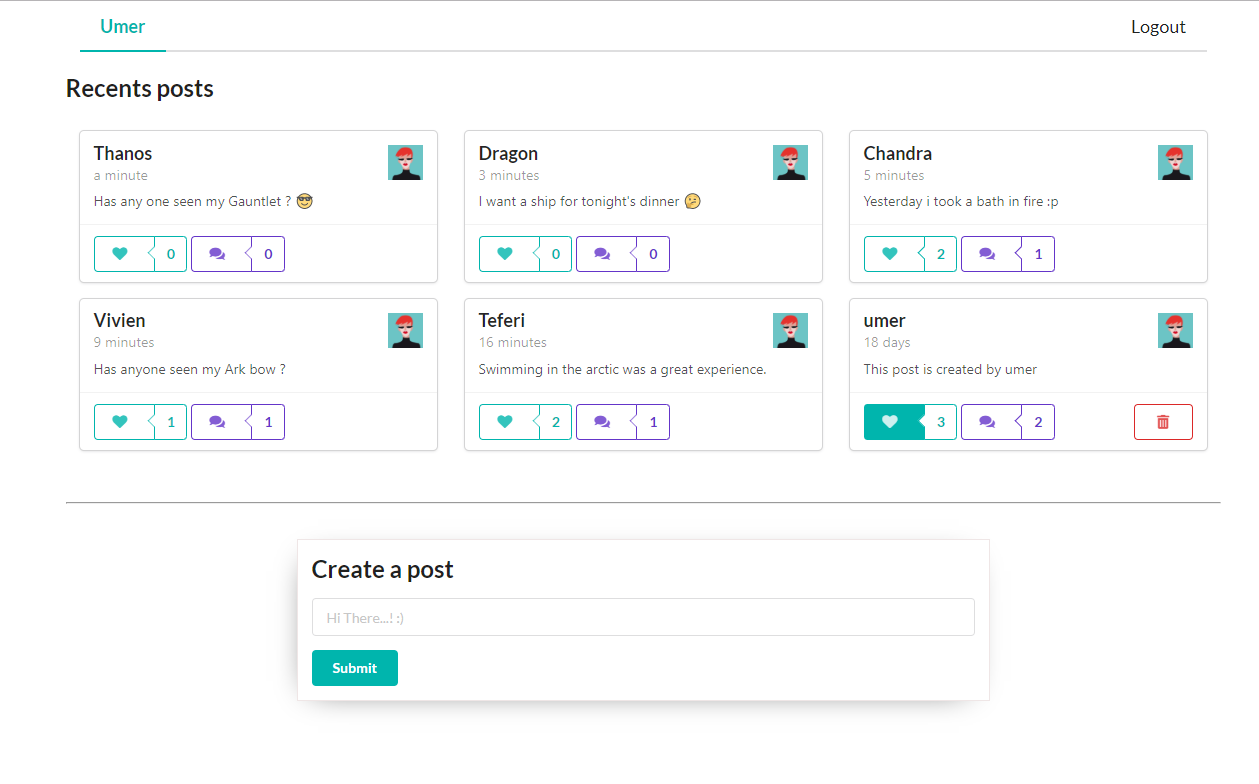 Umer Logout
Recents posts
Thanos
a minute
Has any one seen my Gauntlet ? 😎
0 0
Dragon
3 minutes
I want a ship for tonight's dinner 🤔
0 0
Chandra
5 minutes
Yesterday i took a bath in fire :p
2 1
Vivien
9 minutes
Has anyone seen my Ark bow ?
1 1
Teferi
16 minutes
Swimming in the arctic was a great experience.
2 1
umer
18 days
This post is created by umer
3 2
Create a post
Hi There...! :)
Submit